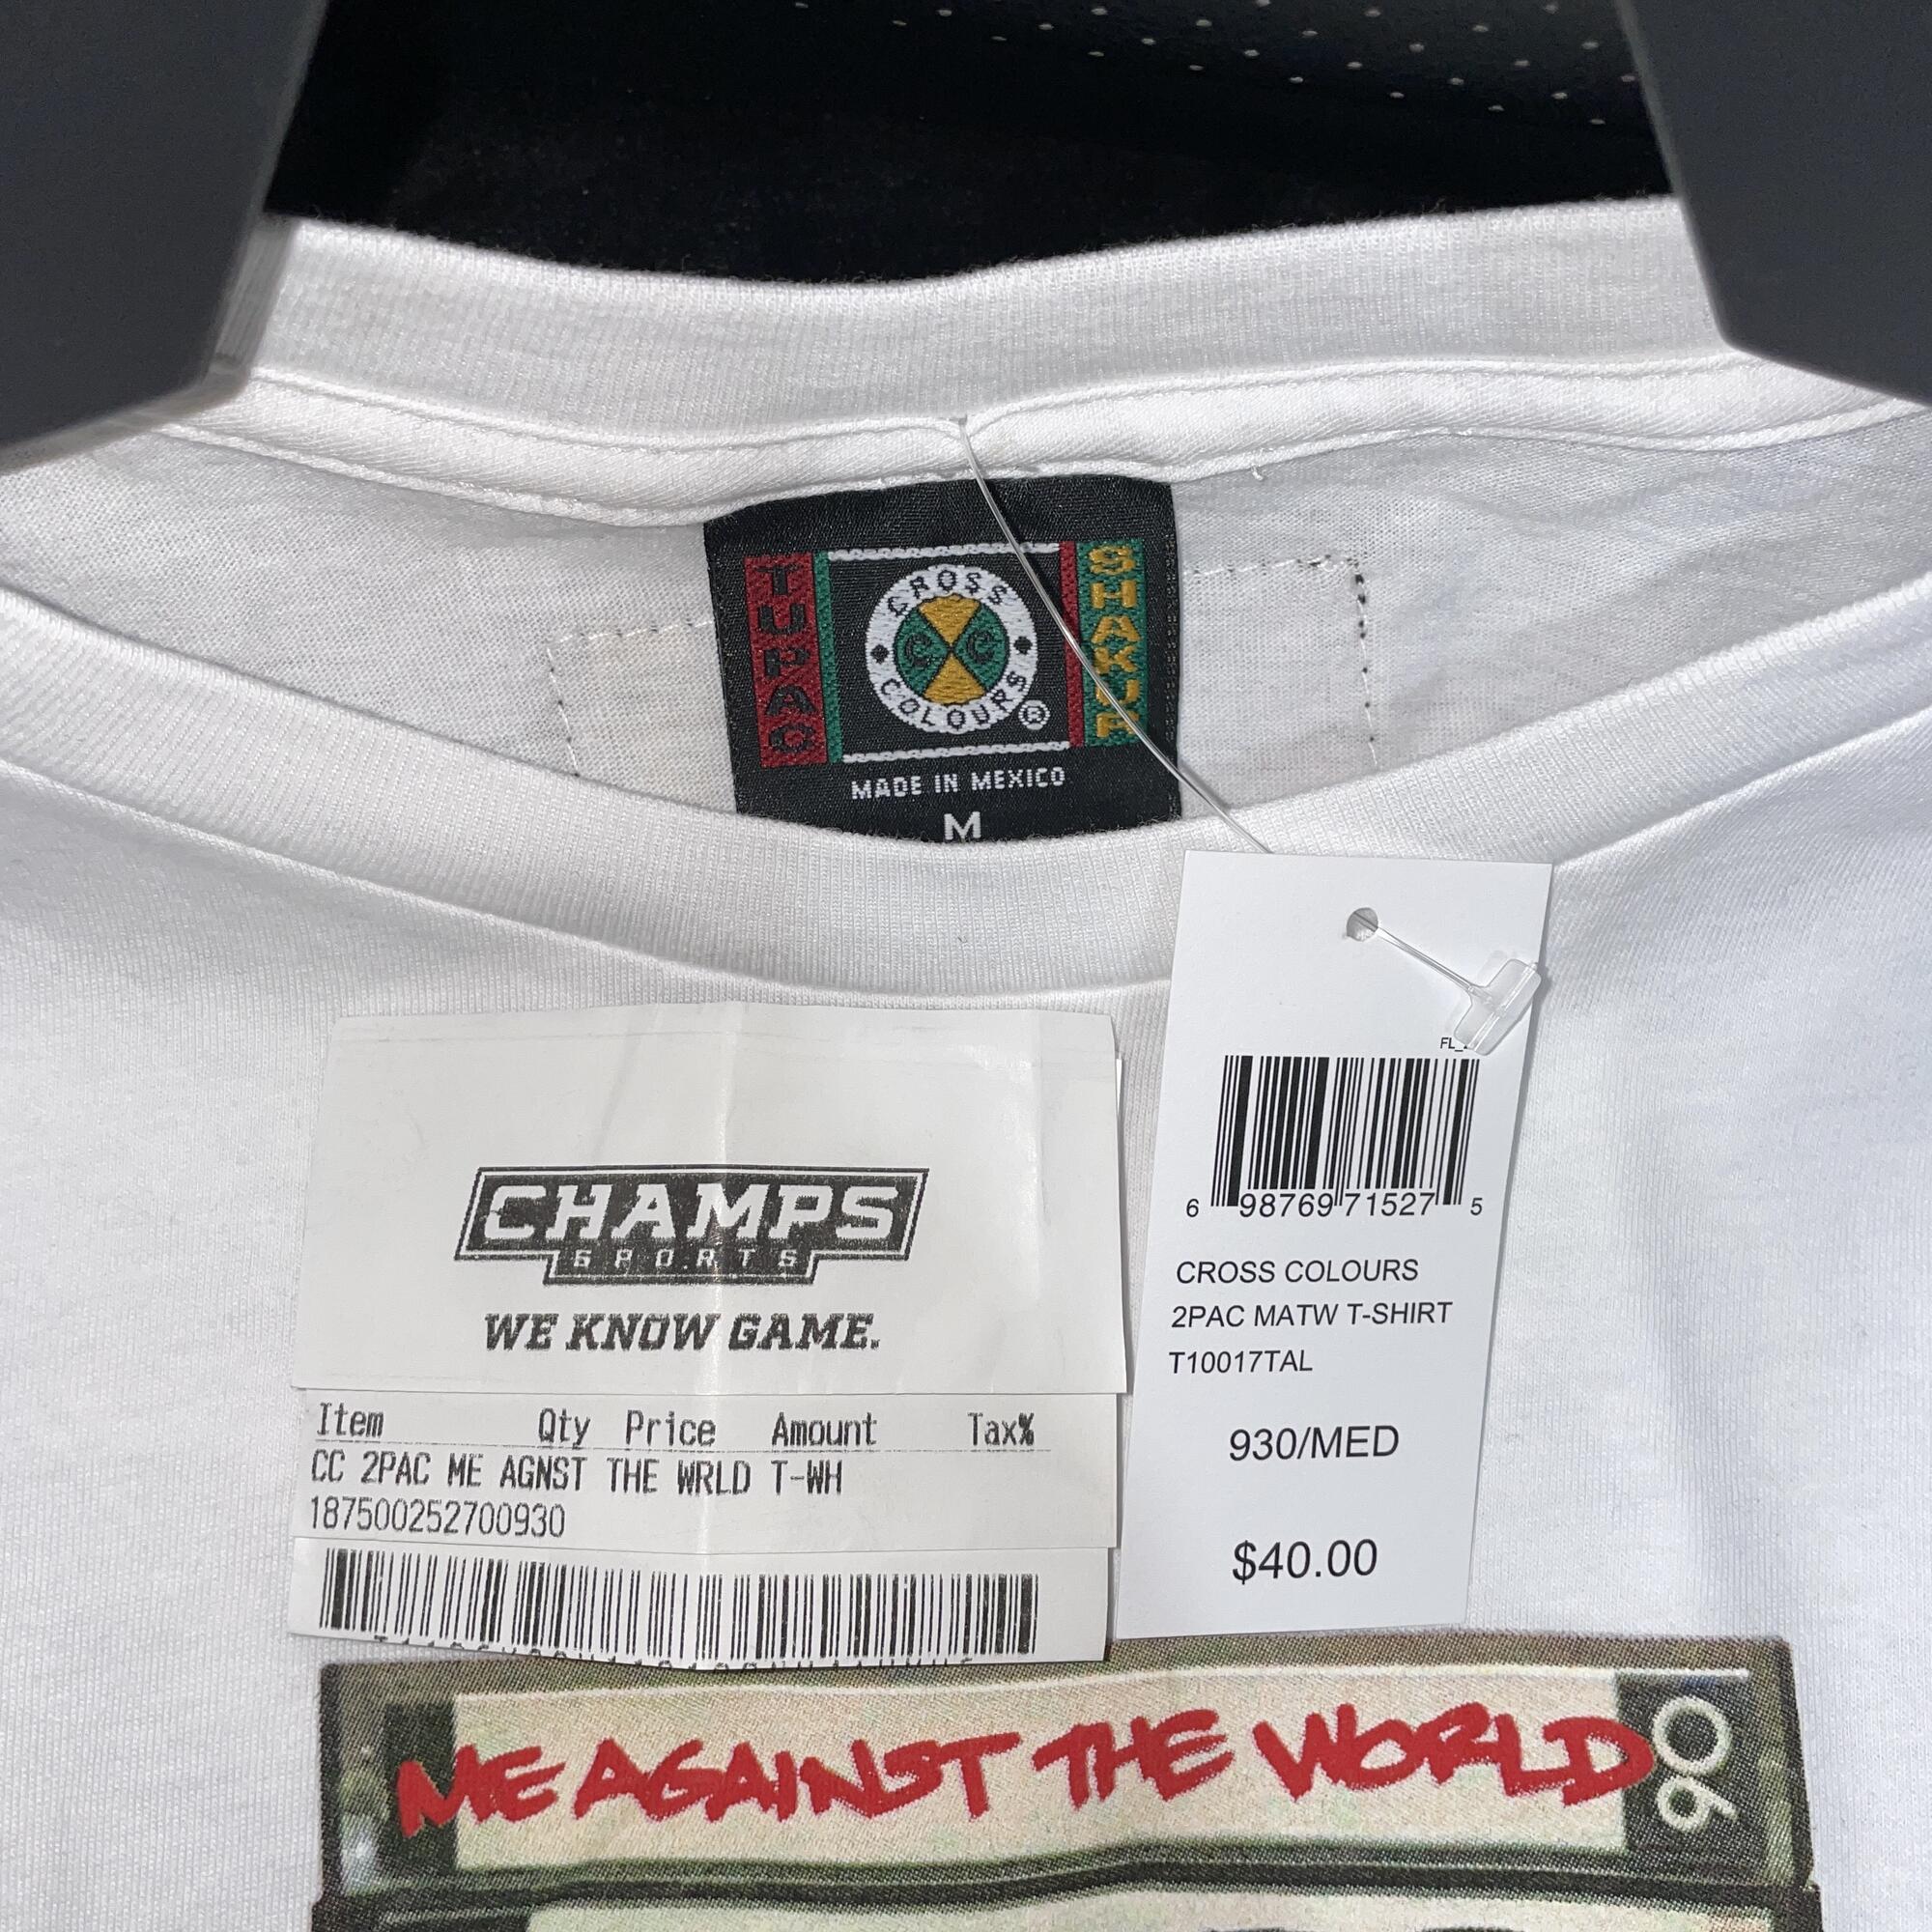 TUPAC
CROSS
CC
COLOURS
®
SHAKUR
MADE IN MEXICO
M
CHAMPS
SPORTS
WE KNOW GAME.
Item Qty Price Amount Tax%
CC 2PAC ME AGNST THE WRLD T-WH
187500252700930
6 98769 71527 5
CROSS COLOURS
2PAC MATW T-SHIRT
T10017TAL
930/MED
$40.00
ME AGAINST THE WORLD
90